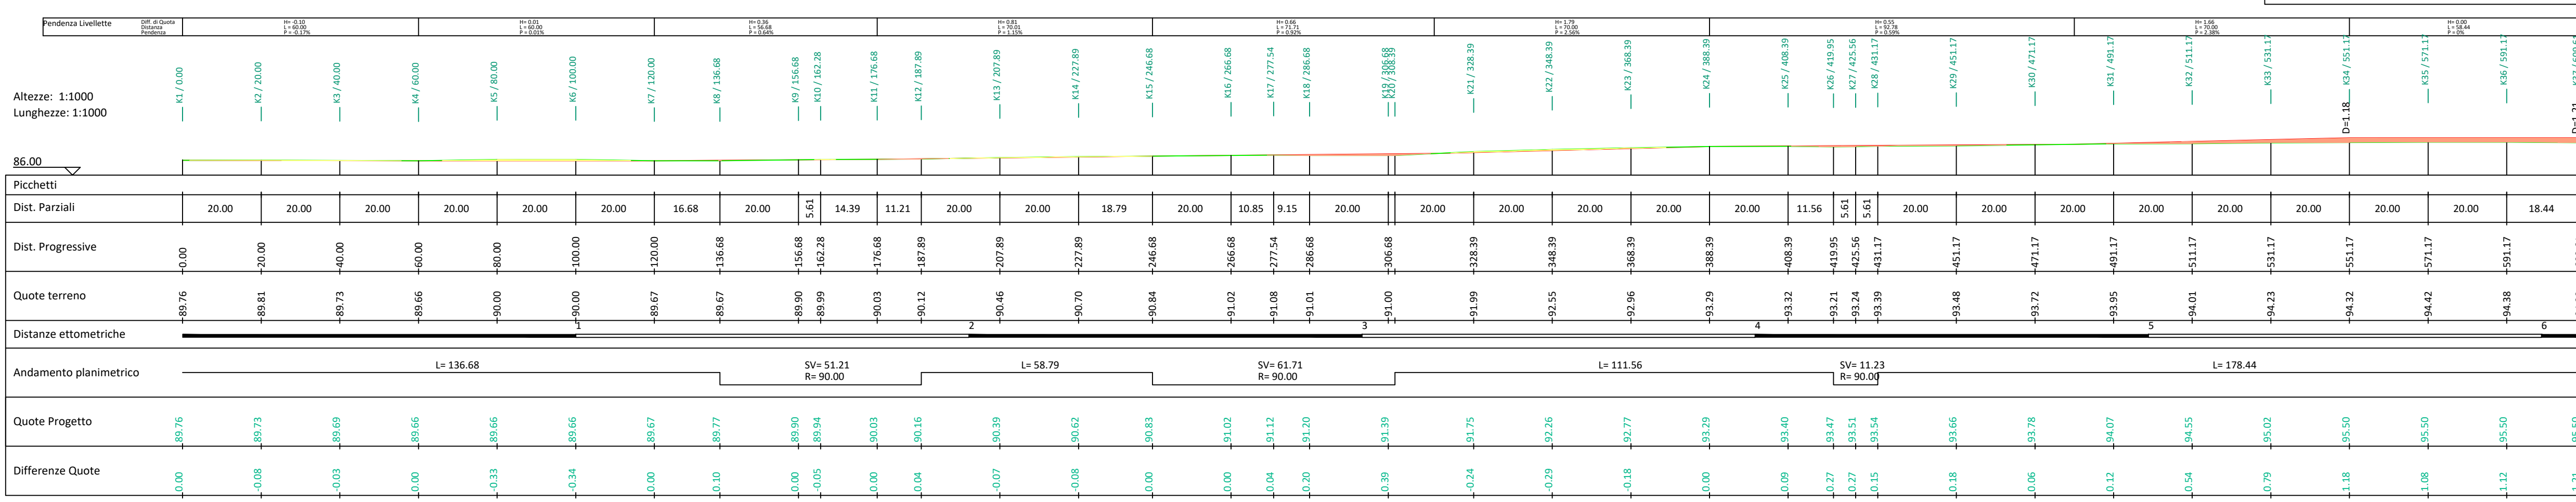 Pendenza Livellette
Diff. di Quota
Distanza
Pendenza
H= -0.10
L = 60.00
P = -0.17%
H= 0.01
L = 60.00
P = 0.01%
H= 0.36
L = 56.68
P = 0.64%
H= 0.81
L = 70.01
P = 1.15%
H= 0.66
L = 71.71
P = 0.92%
H= 1.79
L = 70.00
P = 2.56%
H= 0.55
L = 92.78
P = 0.59%
H= 1.66
L = 70.00
P = 2.38%
H= 0.00
L = 58.44
P = 0%
K1 / 0.00
K2 / 20.00
K3 / 40.00
K4 / 60.00
K5 / 80.00
K6 / 100.00
K7 / 120.00
K8 / 136.68
K9 / 156.68
K10 / 162.28
K11 / 176.68
K12 / 187.89
K13 / 207.89
K14 / 227.89
K15 / 246.68
K16 / 266.68
K17 / 277.54
K18 / 286.68
K19 / 306.68
K20 / 308.39
K21 / 328.39
K22 / 348.39
K23 / 368.39
K24 / 388.39
K25 / 408.39
K26 / 419.95
K27 / 425.56
K28 / 431.17
K29 / 451.17
K30 / 471.17
K31 / 491.17
K32 / 511.17
K33 / 531.17
K34 / 551.17
K35 / 571.17
K36 / 591.17
Altezze: 1:1000
Lunghezze: 1:1000
D=1.18
86.00
Picchetti
Dist. Parziali 20.00 20.00 20.00 20.00 20.00 20.00 16.68 20.00 5.61 14.39 11.21 20.00 20.00 18.79 20.00 10.85 9.15 20.00 20.00 20.00 20.00 20.00 20.00 11.56 5.61 5.61 20.00 20.00 20.00 20.00 20.00 20.00 20.00 20.00 18.44
Dist. Progressive 0.00 20.00 40.00 60.00 80.00 100.00 120.00 136.68 156.68 162.28 176.68 187.89 207.89 227.89 246.68 266.68 277.54 286.68 306.68 328.39 348.39 368.39 388.39 408.39 419.95 425.56 431.17 451.17 471.17 491.17 511.17 531.17 551.17 571.17 591.17
Quote terreno 89.76 89.81 89.73 89.66 90.00 90.00 89.67 89.67 89.90 89.99 90.03 90.12 90.46 90.70 90.84 91.02 91.08 91.01 91.00 91.99 92.55 92.96 93.29 93.32 93.21 93.24 93.39 93.48 93.72 93.95 94.01 94.23 94.32 94.42 94.38
Distanze ettometriche 1 2 3 4 5 6
Andamento planimetrico L= 136.68 SV= 51.21 R= 90.00 L= 58.79 SV= 61.71 R= 90.00 L= 111.56 SV= 11.23 R= 90.00 L= 178.44
Quote Progetto 89.76 89.73 89.69 89.66 89.66 89.66 89.67 89.77 89.90 89.94 90.03 90.16 90.39 90.62 90.83 91.02 91.12 91.20 91.39 91.75 92.26 92.77 93.29 93.40 93.47 93.51 93.54 93.66 93.78 94.07 94.55 95.02 95.50 95.50 95.50
Differenze Quote 0.00 -0.08 -0.03 0.00 -0.33 -0.34 0.00 0.10 0.00 -0.05 0.00 0.04 -0.07 -0.08 0.00 0.00 0.04 0.20 0.39 -0.24 -0.29 -0.18 0.00 0.09 0.27 0.27 0.15 0.18 0.06 0.12 0.54 0.79 1.18 1.08 1.12